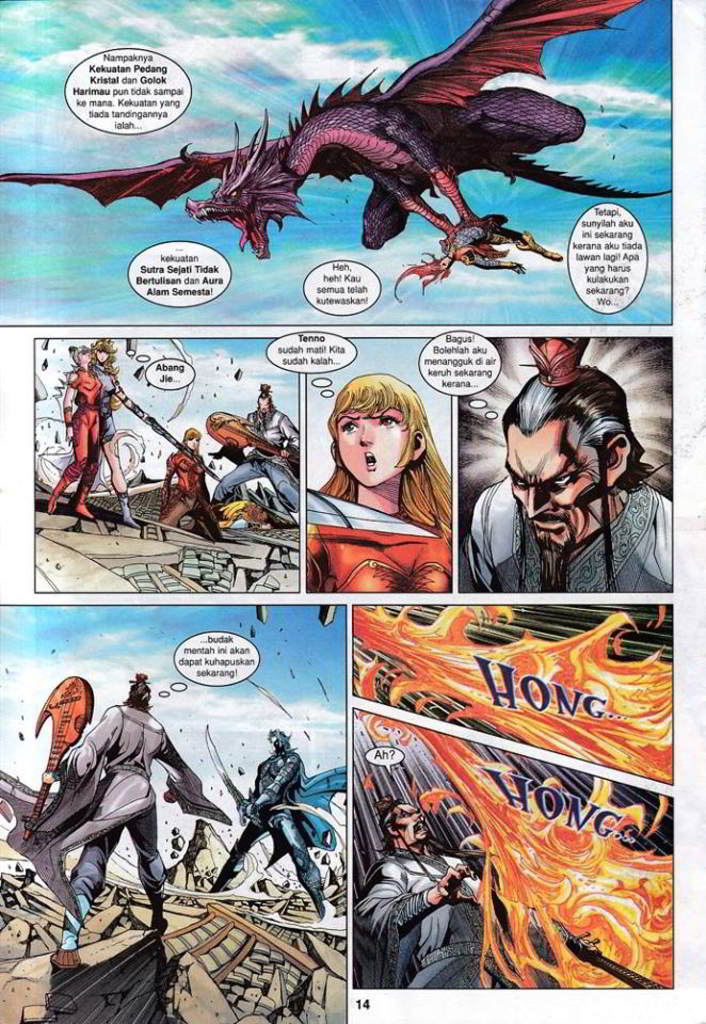 Nampaknya
Kekuatan Pedang
Kristal dan Golok
Harimau pun tidak sampai
ke mana. Kekuatan yang
tiada tandingannya
ialah...
...
kekuatan
Sutra Sejati Tidak
Bertulisan dan Aura
Alam Semesta!
Heh,
heh! Kau
semua telah
kutewaskan!
Tetapi,
sunyilah aku
ini sekarang
kerana aku tiada
lawan lagi! Apa
yang harus
kulakukan
sekarang?
Wo...
Abang
Jie...
Tenno
sudah mati! Kita
sudah kalah...
Bagus!
Bolehlah aku
menangguk di air
keruh sekarang
kerana...
...budak
mentah ini akan
dapat kuhapuskan
sekarang!
HONG...
Ah?
HONG...
14